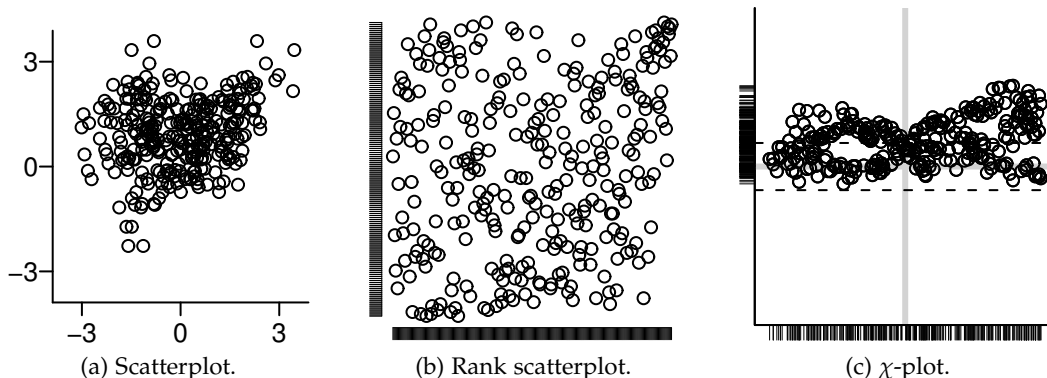 3
0
−3
−3 0 3
(a) Scatterplot.
(b) Rank scatterplot.
(c) χ-plot.